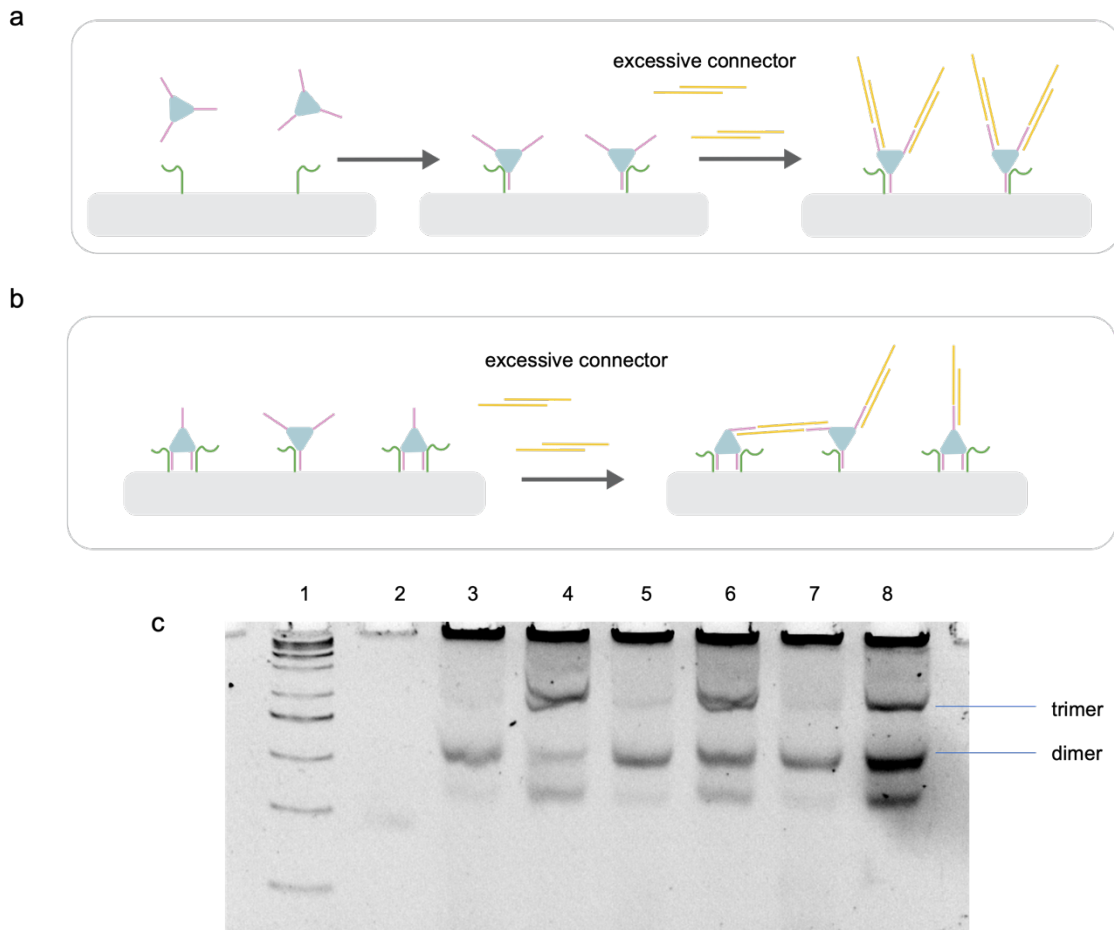 a
excessive connector
b
excessive connector
1 2 3 4 5 6 7 8
c
trimer
dimer